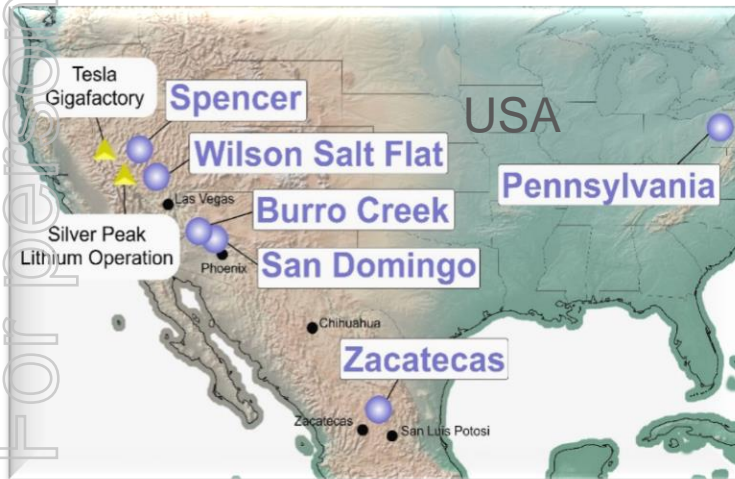 For person
Tesla
Gigafactory
Spencer
USA
Wilson Salt Flat
Pennsylvania
Las Vegas
Burro Creek
Silver Peak
Lithium Operation
San Domingo
Phoenix
Chihuahua
Zacatecas
Zacatecas
San Luis Potosi